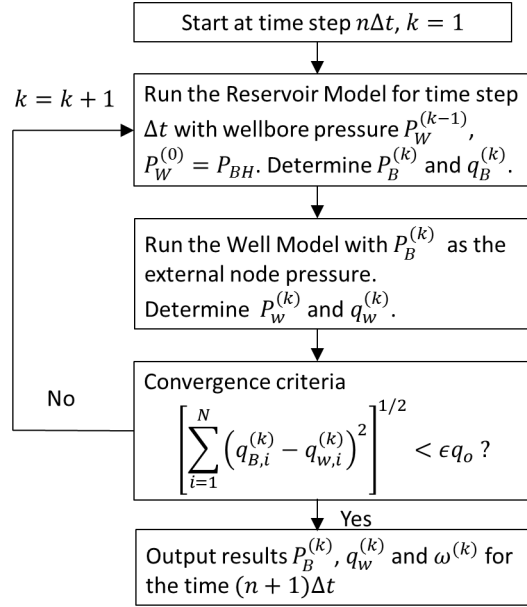 Start at time step nΔt, k = 1
k = k + 1
Run the Reservoir Model for time step
Δt with wellbore pressure P_W^{(k−1)},
P_W^{(0)} = P_{BH}. Determine P_B^{(k)} and q_B^{(k)}.
Run the Well Model with P_B^{(k)} as the
external node pressure.
Determine P_w^{(k)} and q_w^{(k)}.
Convergence criteria
[∑_{i=1}^{N} (q_{B,i}^{(k)} − q_{w,i}^{(k)})^2]^{1/2} < ϵq_o ?
No
Yes
Output results P_B^{(k)}, q_w^{(k)} and ω^{(k)} for
the time (n + 1)Δt